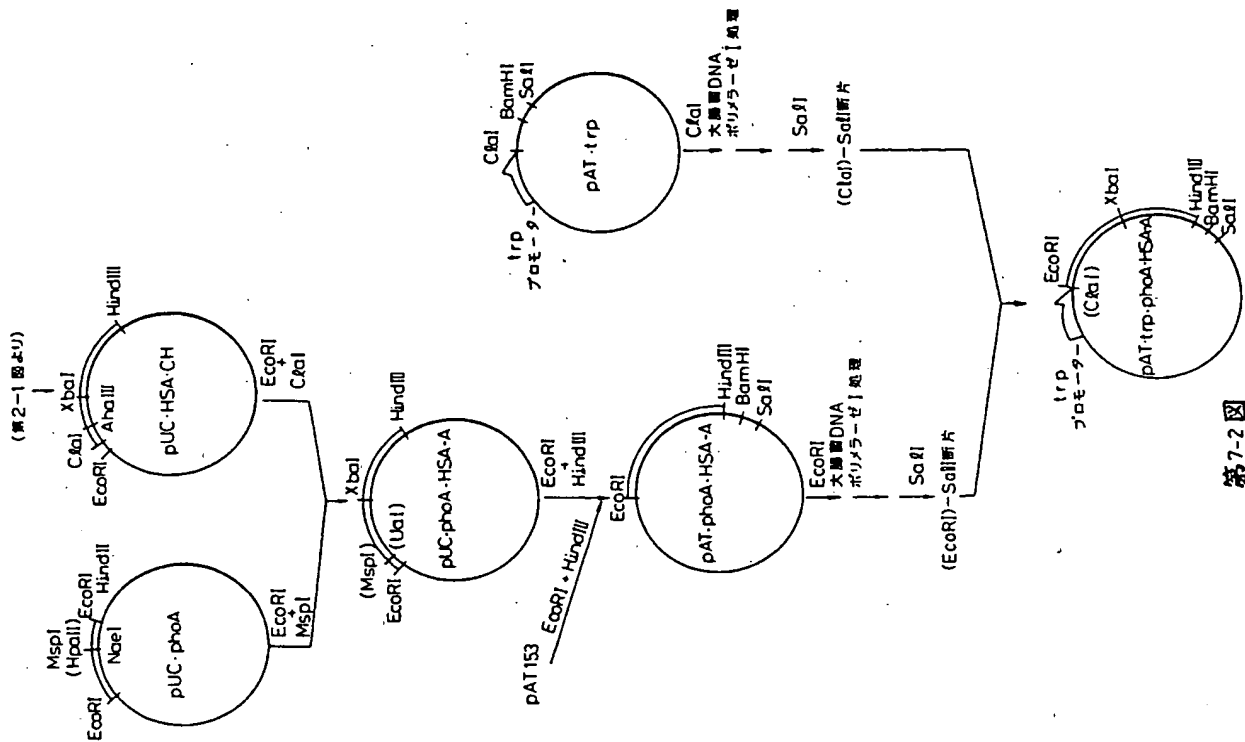 (第2-1図より)
MspI
(HpaII)
EcoRI
NaeI
EcoRI
HindIII
pUC·phoA
EcoRI
+
MspI
ClaI
XbaI
EcoRI
AhaIII
HindIII
pUC·HSA·CH
EcoRI
+
ClaI
XbaI
(MspI)
(UaI)
EcoRI
HindIII
pUC·phoA·HSA-A
EcoRI
+
HindIII
pAT153
EcoRI + HindIII
EcoRI
HindIII
BamHI
SalI
pAT·phoA·HSA-A
EcoRI
大腸菌DNA
ポリメラーゼI処理
SalI
(EcoRI)-SalI断片
trp
プロモーター
ClaI
BamHI
SalI
pAT·trp
ClaI
大腸菌DNA
ポリメラーゼI処理
SalI
(ClaI)-SalI断片
trp
プロモーター
EcoRI
(ClaI)
XbaI
HindIII
BamHI
SalI
pAT·trp·phoA·HSA-A
第7-2図